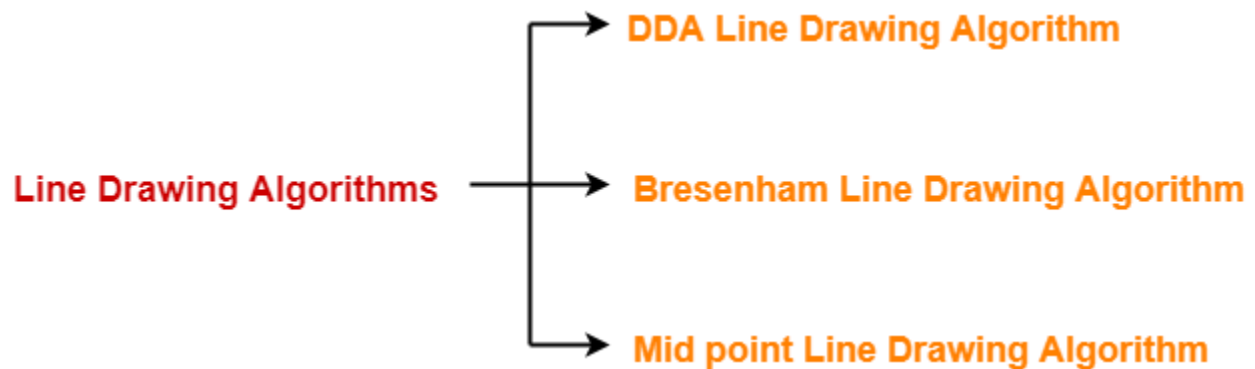 DDA Line Drawing Algorithm
Line Drawing Algorithms
Bresenham Line Drawing Algorithm
Mid point Line Drawing Algorithm